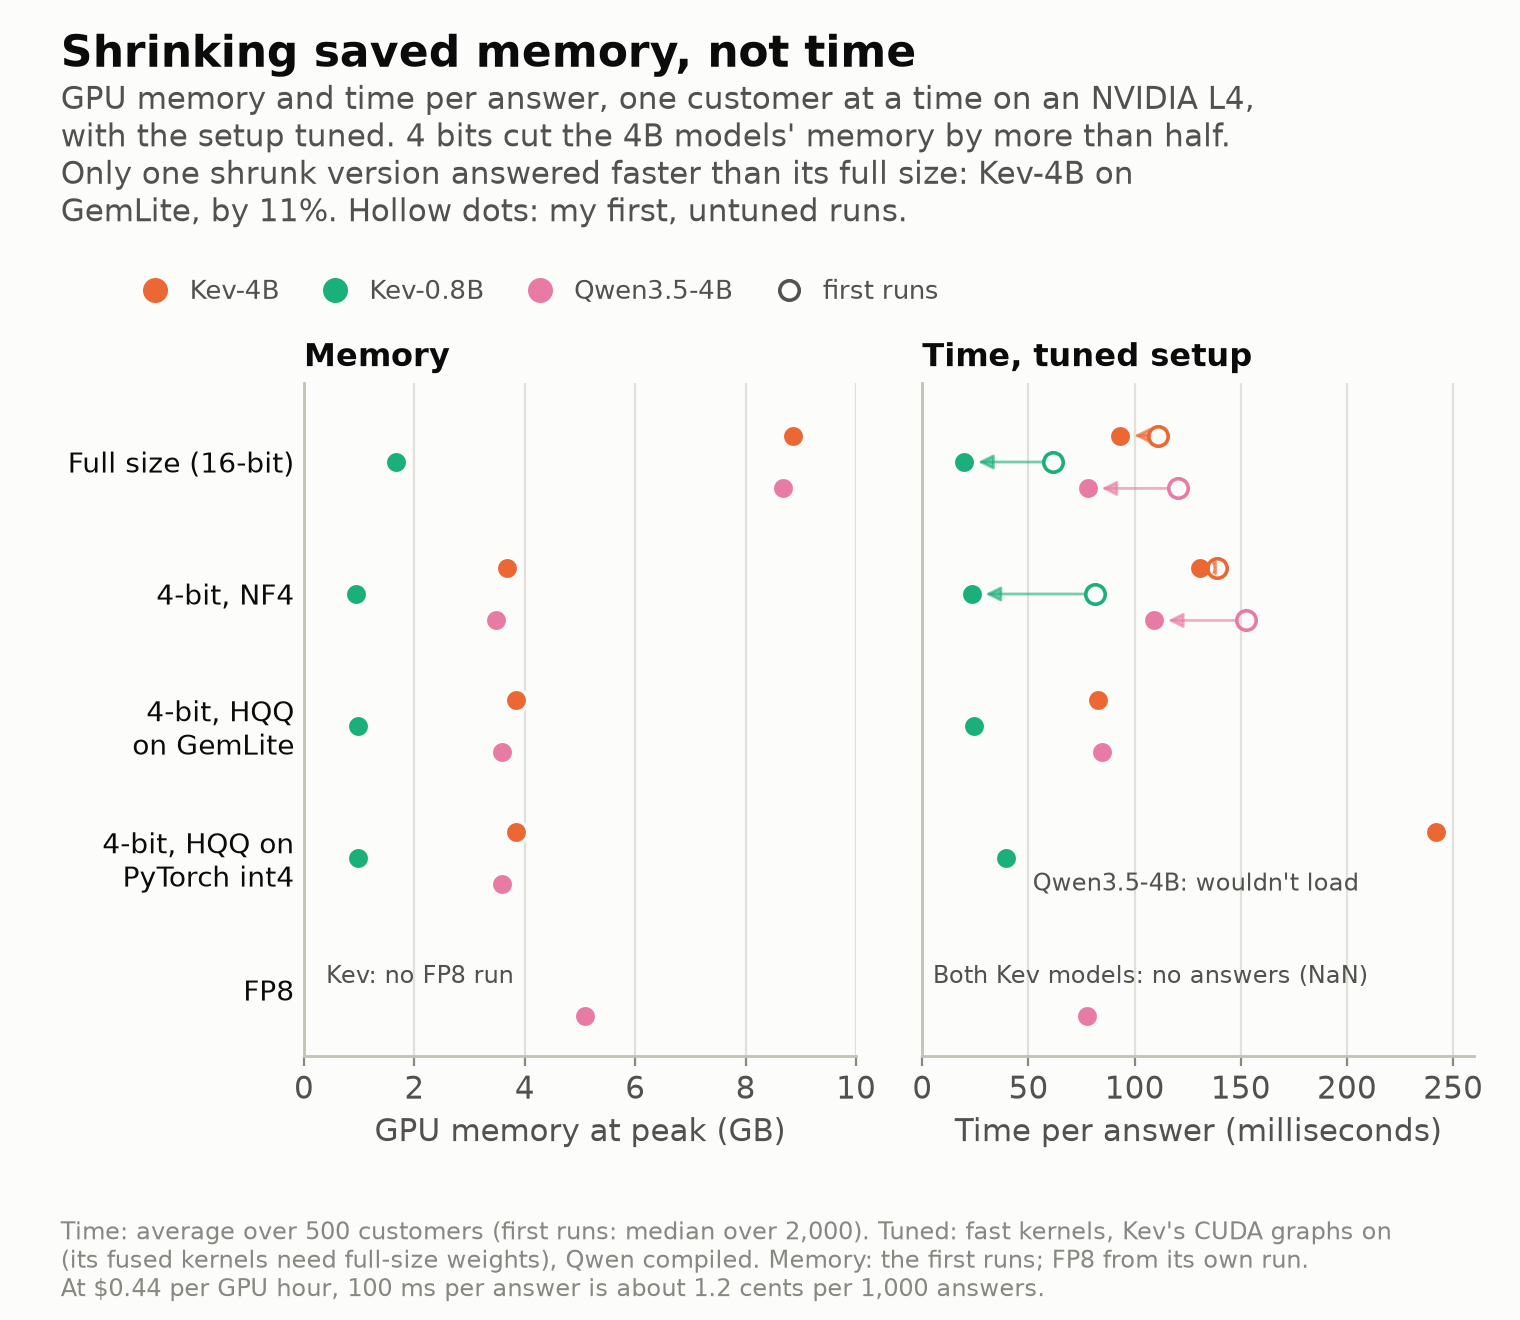 Shrinking saved memory, not time
GPU memory and time per answer, one customer at a time on an NVIDIA L4,
with the setup tuned. 4 bits cut the 4B models' memory by more than half.
Only one shrunk version answered faster than its full size: Kev-4B on
GemLite, by 11%. Hollow dots: my first, untuned runs.
Kev-4B
Kev-0.8B
Qwen3.5-4B
first runs
Memory
Time, tuned setup
Full size (16-bit)
4-bit, NF4
4-bit, HQQ
on GemLite
4-bit, HQQ on
PyTorch int4
Qwen3.5-4B: wouldn't load
FP8
Kev: no FP8 run
Both Kev models: no answers (NaN)
0 2 4 6 8 10
0 50 100 150 200 250
GPU memory at peak (GB)
Time per answer (milliseconds)
Time: average over 500 customers (first runs: median over 2,000). Tuned: fast kernels, Kev's CUDA graphs on
(its fused kernels need full-size weights), Qwen compiled. Memory: the first runs; FP8 from its own run.
At $0.44 per GPU hour, 100 ms per answer is about 1.2 cents per 1,000 answers.